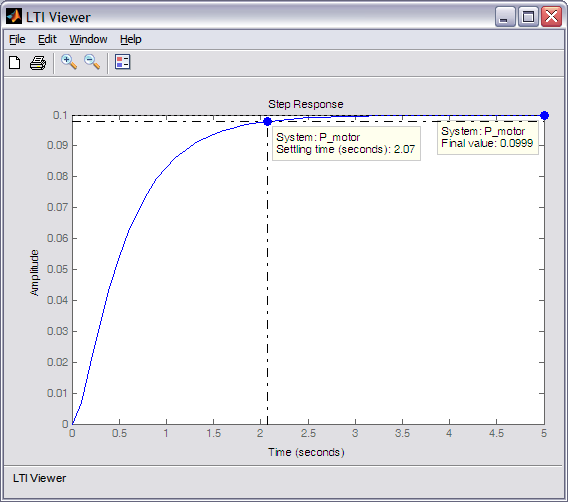 LTI Viewer
File Edit Window Help
Step Response
System: P_motor
Settling time (seconds): 2.07
System: P_motor
Final value: 0.0999
Amplitude
0.1
0.09
0.08
0.07
0.06
0.05
0.04
0.03
0.02
0.01
0
0 0.5 1 1.5 2 2.5 3 3.5 4 4.5 5
Time (seconds)
LTI Viewer